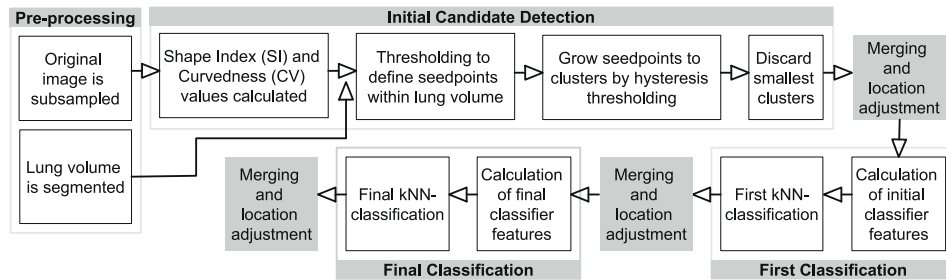 Pre-processing
Original
image is
subsampled
Lung volume
is segmented
Initial Candidate Detection
Shape Index (SI) and
Curvedness (CV)
values calculated
Thresholding to
define seedpoints
within lung volume
Grow seedpoints to
clusters by hysteresis
thresholding
Discard
smallest
clusters
Merging
and
location
adjustment
Calculation
of initial
classifier
features
First kNN-
classification
First Classification
Merging
and
location
adjustment
Calculation
of final
classifier
features
Final kNN-
classification
Final Classification
Merging
and
location
adjustment